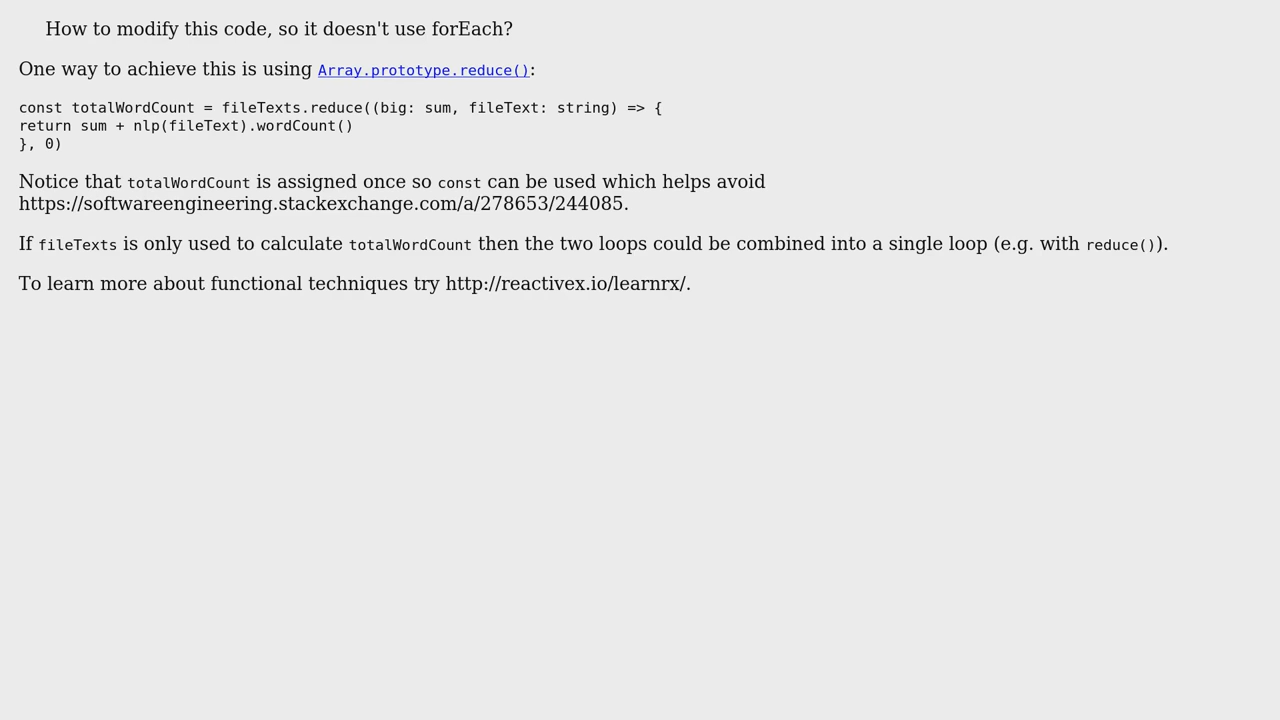 How to modify this code, so it doesn't use forEach?
One way to achieve this is using Array.prototype.reduce():
const totalWordCount = fileTexts.reduce((big: sum, fileText: string) => {
return sum + nlp(fileText).wordCount()
}, 0)
Notice that totalWordCount is assigned once so const can be used which helps avoid
https://softwareengineering.stackexchange.com/a/278653/244085.
If fileTexts is only used to calculate totalWordCount then the two loops could be combined into a single loop (e.g. with reduce()).
To learn more about functional techniques try http://reactivex.io/learnrx/.